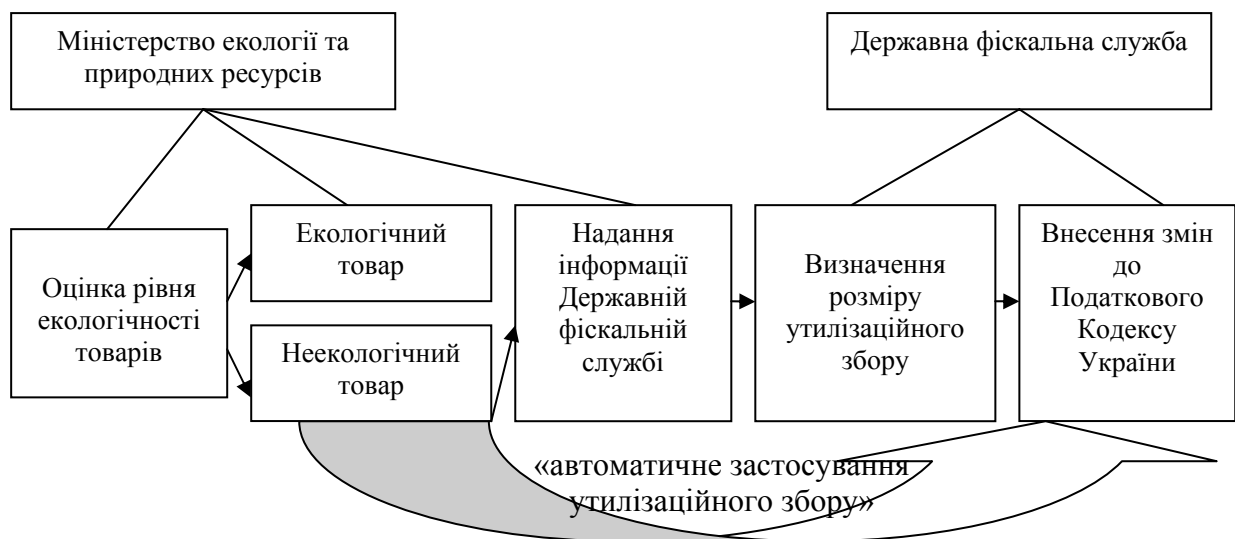 Міністерство екології та
природних ресурсів
Державна фіскальна служба
Оцінка рівня
екологічності
товарів
Екологічний
товар
Неекологічний
товар
Надання
інформації
Державній
фіскальній
службі
Визначення
розміру
утилізаційного
збору
Внесення змін
до
Податкового
Кодексу
України
«автоматичне застосування
утилізаційного збору»